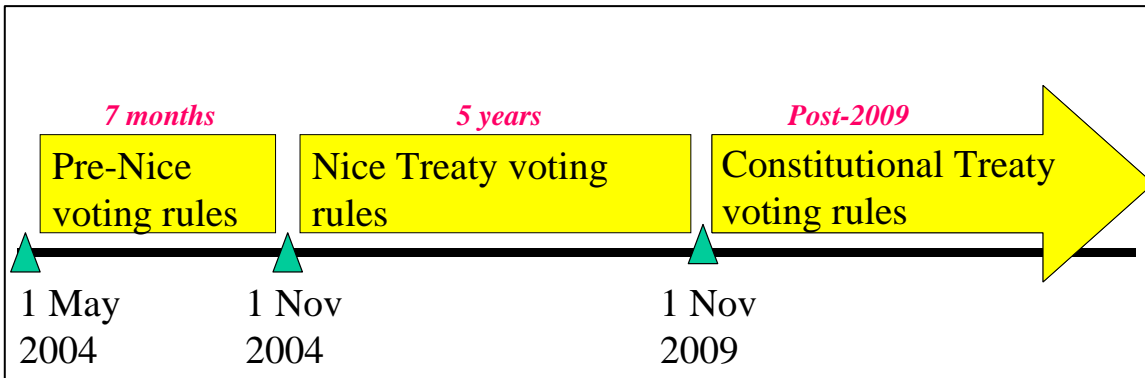 7 months
5 years
Post-2009
Pre-Nice
voting rules
Nice Treaty voting
rules
Constitutional Treaty
voting rules
1 May
2004
1 Nov
2004
1 Nov
2009